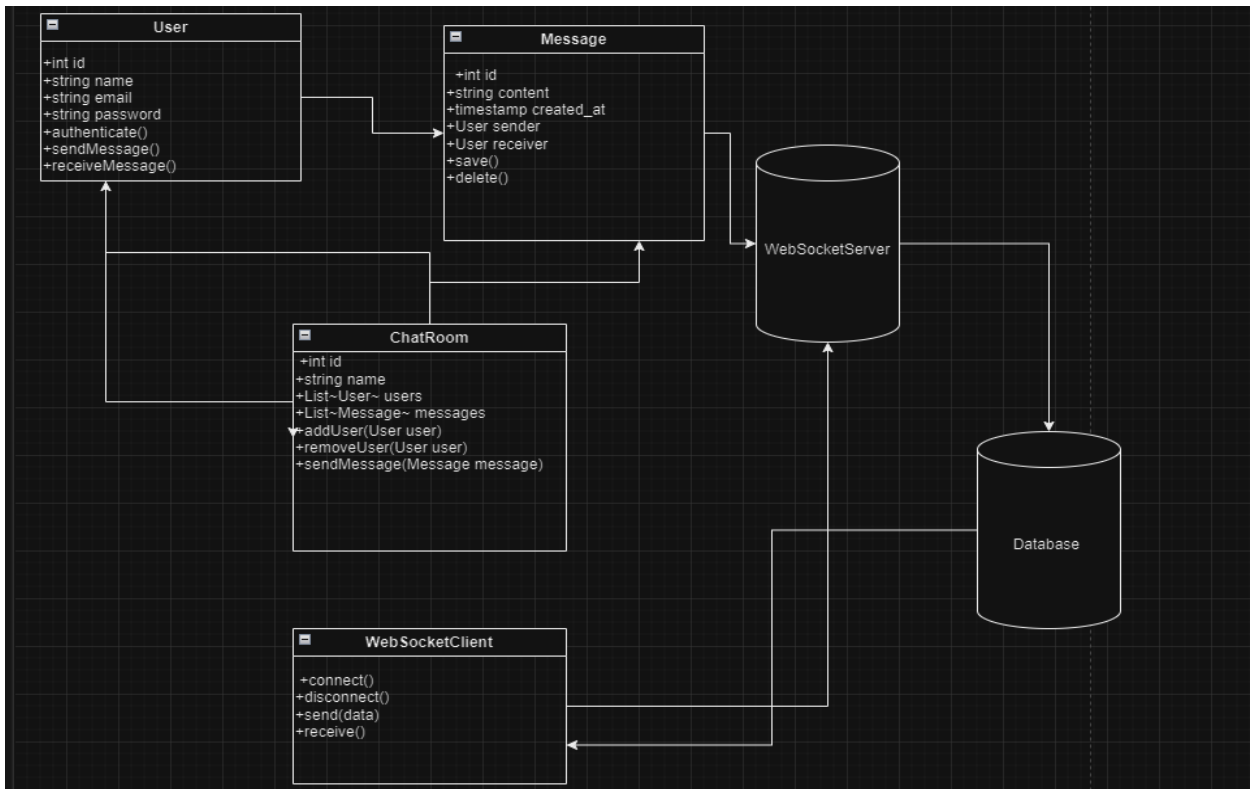 User
+int id
+string name
+string email
+string password
+authenticate()
+sendMessage()
+receiveMessage()
Message
+int id
+string content
+timestamp created_at
+User sender
+User receiver
+save()
+delete()
WebSocketServer
ChatRoom
+int id
+string name
+List~User~ users
+List~Message~ messages
+addUser(User user)
+removeUser(User user)
+sendMessage(Message message)
Database
WebSocketClient
+connect()
+disconnect()
+send(data)
+receive()